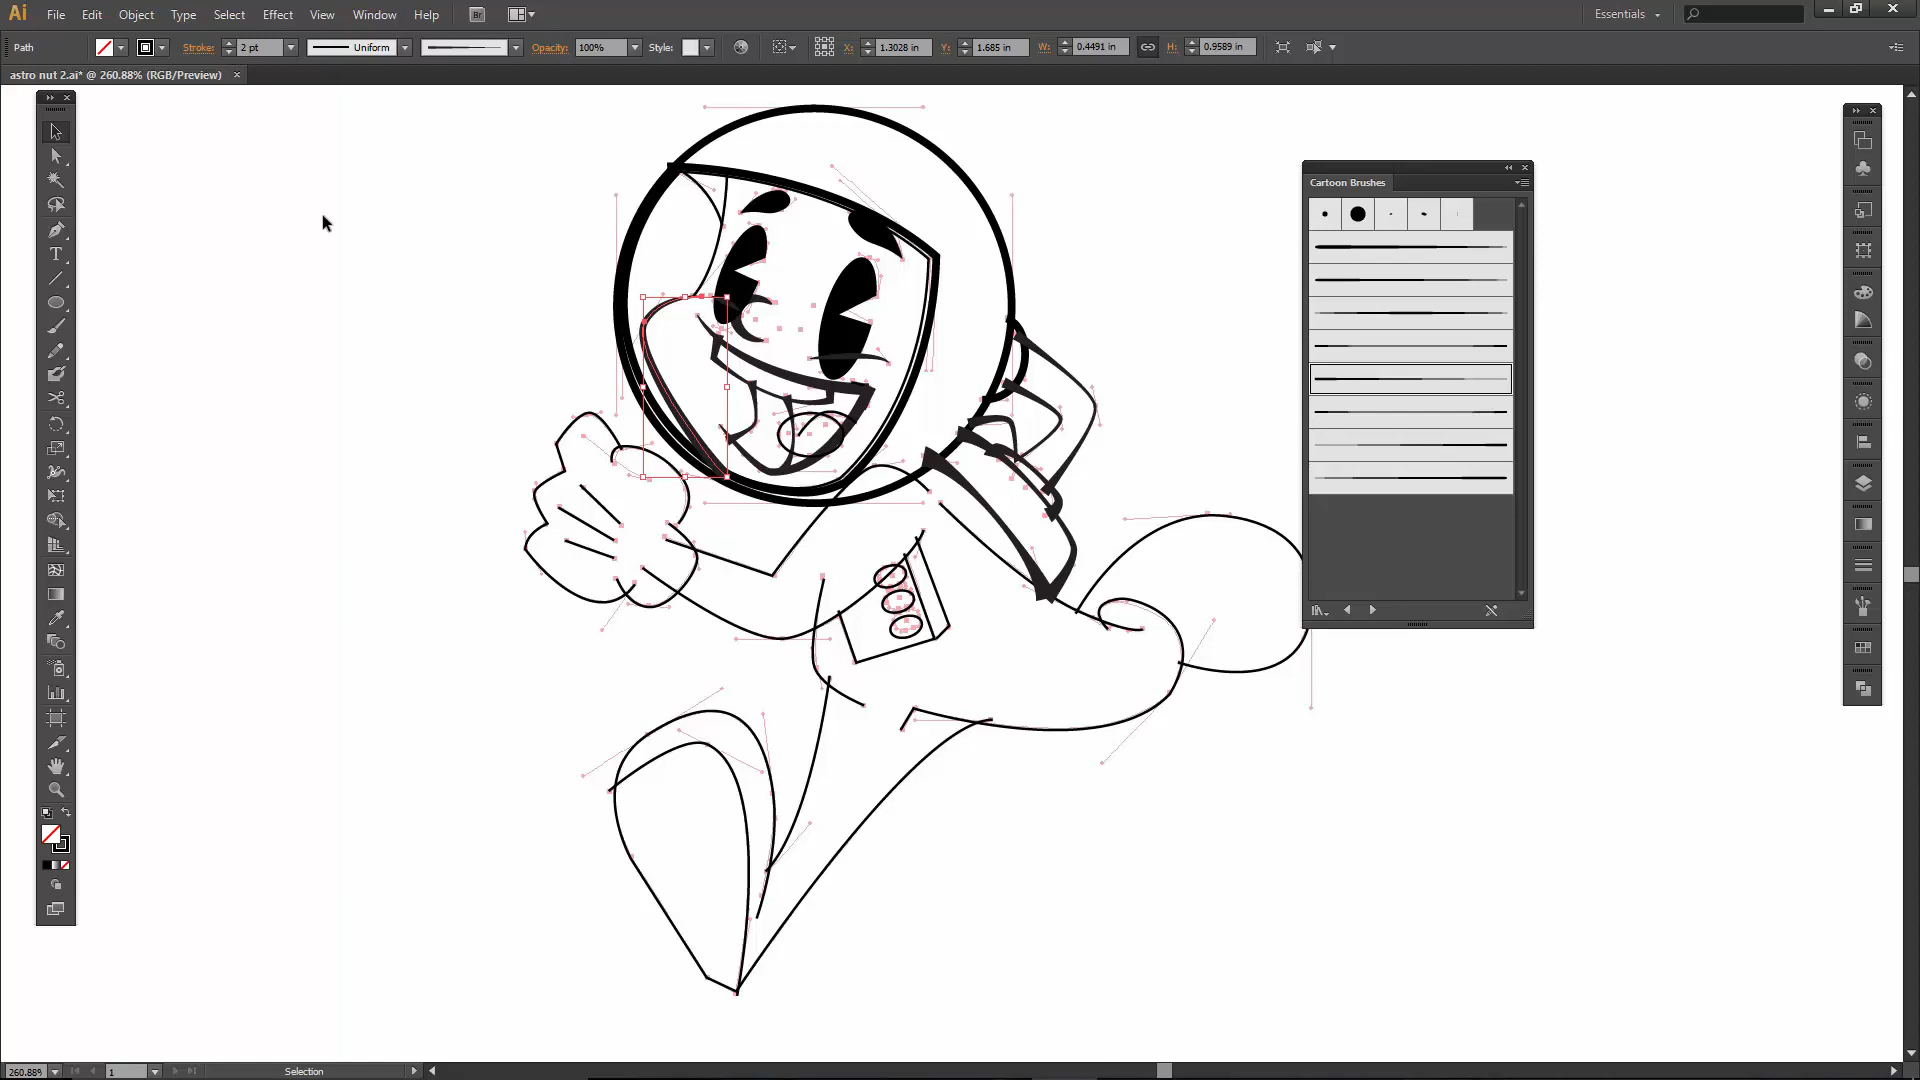 Ai File Edit Object Type Select Effect View Window Help Br Essentials
Path Stroke: 2 pt Uniform Opacity: 100% Style: X: 1.3028 in Y: 1.685 in W: 0.4491 in H: 0.9589 in
astro nut 2.ai* @ 260.88% (RGB/Preview)
Cartoon Brushes
260.88% 1 Selection